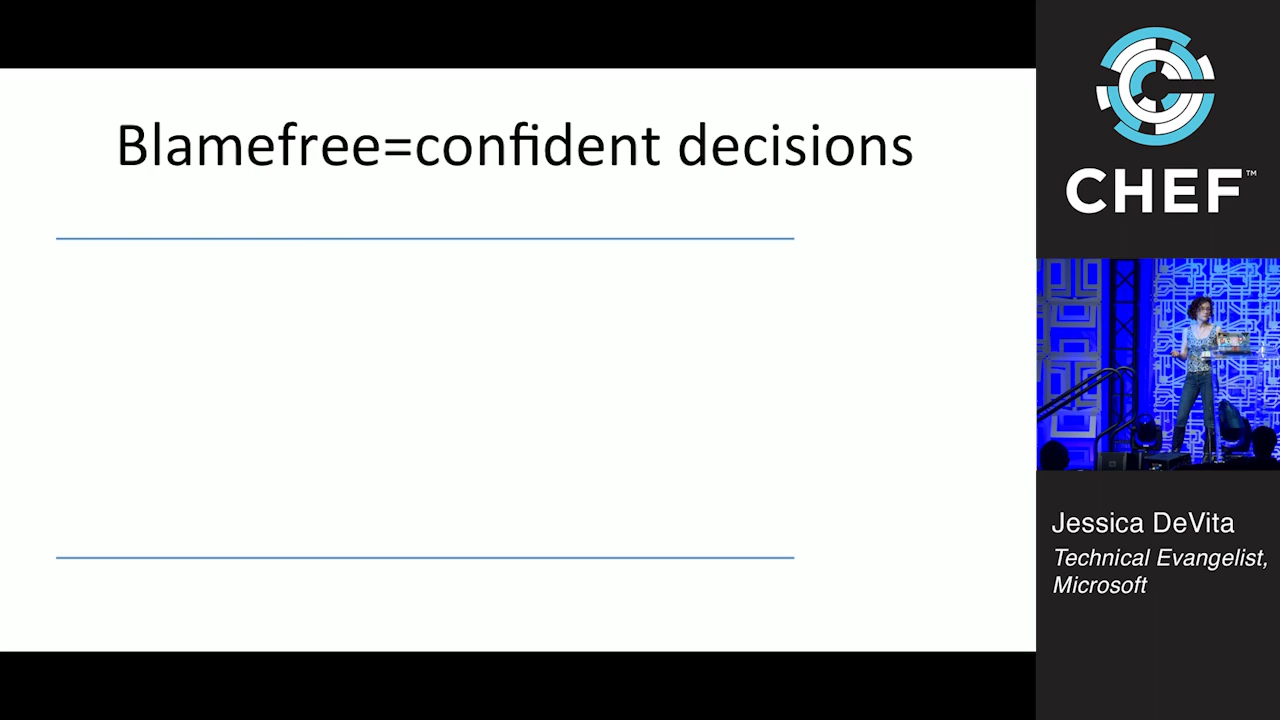 Blamefree=confident decisions
CHEF™
Jessica DeVita
Technical Evangelist,
Microsoft